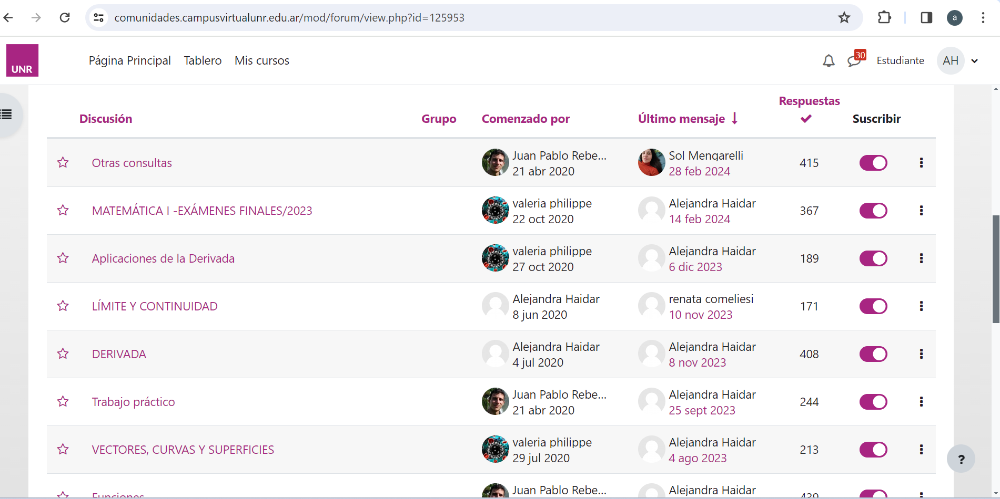 comunidades.campusvirtualunr.edu.ar/mod/forum/view.php?id=125953
a
UNR
Página Principal Tablero Mis cursos
30
Estudiante
AH
Respuestas
Discusión Grupo Comenzado por Último mensaje Suscribir
Otras consultas Juan Pablo Rebe... Sol Mengarelli 415
21 abr 2020 28 feb 2024
MATEMÁTICA I -EXÁMENES FINALES/2023 valeria philippe Alejandra Haidar 367
22 oct 2020 14 feb 2024
Aplicaciones de la Derivada valeria philippe Alejandra Haidar 189
27 oct 2020 6 dic 2023
LÍMITE Y CONTINUIDAD Alejandra Haidar renata comeliesi 171
8 jun 2020 10 nov 2023
DERIVADA Alejandra Haidar Alejandra Haidar 408
4 jul 2020 8 nov 2023
Trabajo práctico Juan Pablo Rebe... Alejandra Haidar 244
21 abr 2020 25 sept 2023
VECTORES, CURVAS Y SUPERFICIES valeria philippe Alejandra Haidar 213
29 jul 2020 4 ago 2023
?
Funciones Juan Pablo Rebe... Alejandra Haidar 439